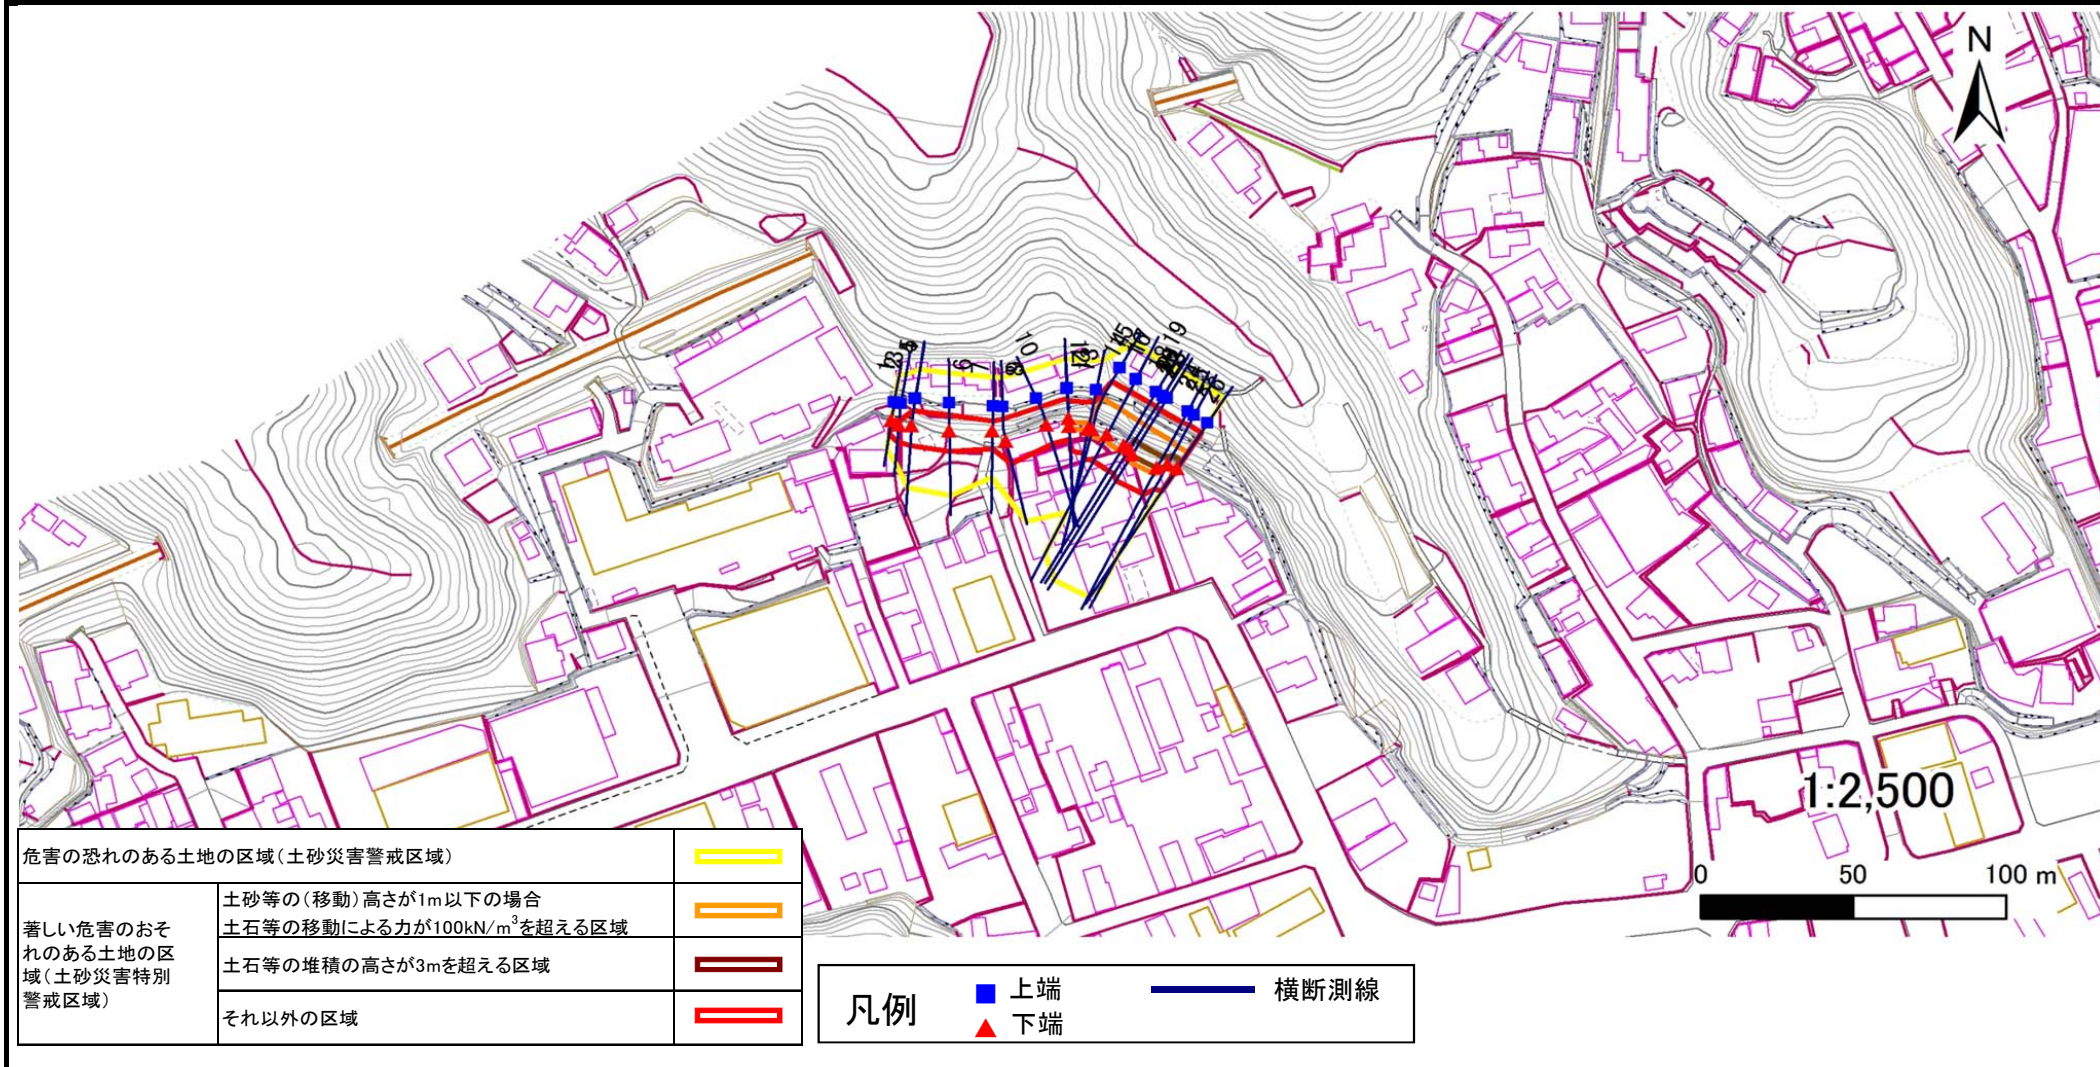 N
10
19
6
7
1:2,500
0 50 100 m
危害の恐れのある土地の区域(土砂災害警戒区域)
著しい危害のおそ
れのある土地の区
域(土砂災害特別
警戒区域)
土砂等の(移動)高さが1m以下の場合
土石等の移動による力が100kN/m³を超える区域
土石等の堆積の高さが3mを超える区域
それ以外の区域
凡例
上端
下端
横断測線